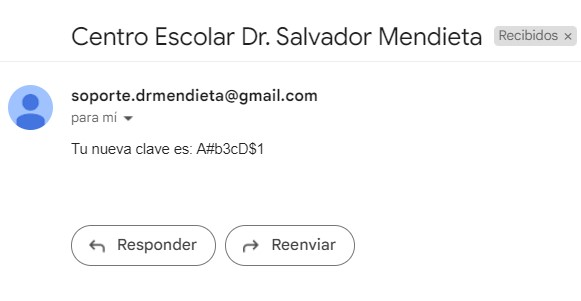 Centro Escolar Dr. Salvador Mendieta Recibidos ×
soporte.drmendieta@gmail.com
para mí
Tu nueva clave es: A#b3cD$1
Responder Reenviar